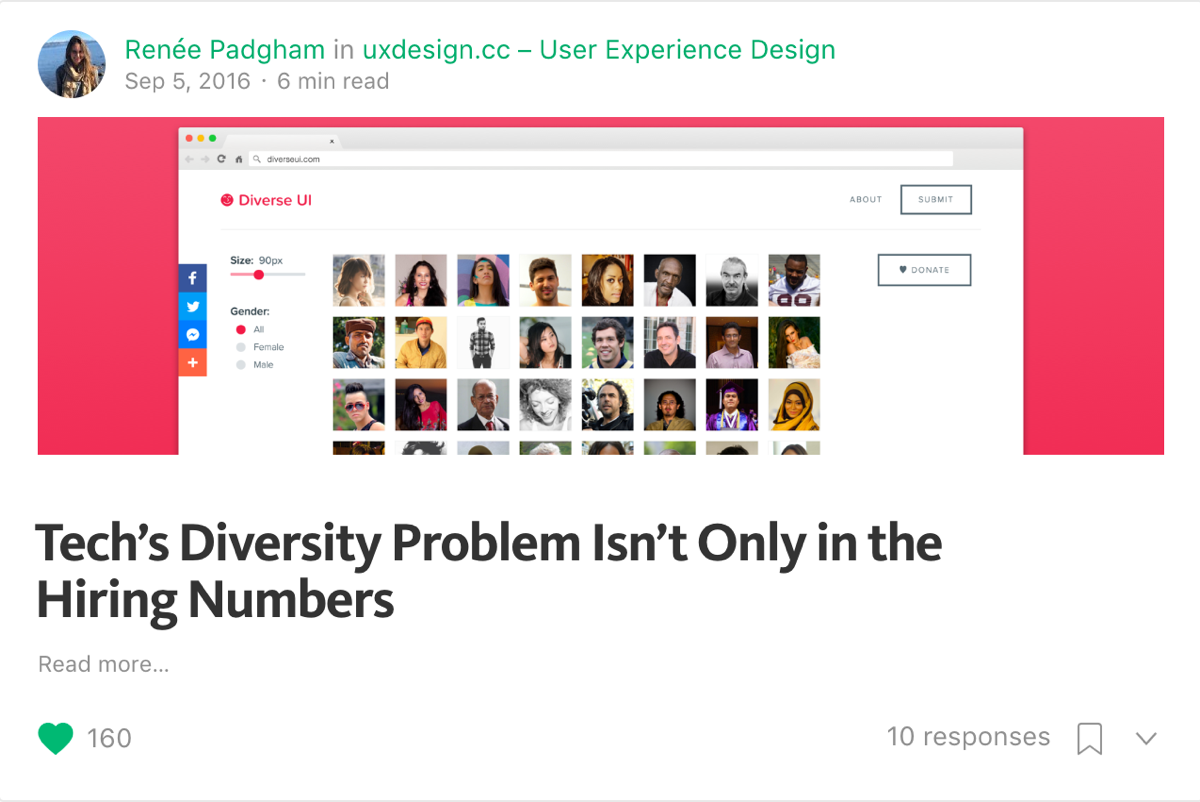 Renée Padgham in uxdesign.cc – User Experience Design
Sep 5, 2016 · 6 min read
diverseui.com
Diverse UI
ABOUT
SUBMIT
Size: 90px
DONATE
Gender:
All
Female
Male
Tech’s Diversity Problem Isn’t Only in the
Hiring Numbers
Read more...
160
10 responses